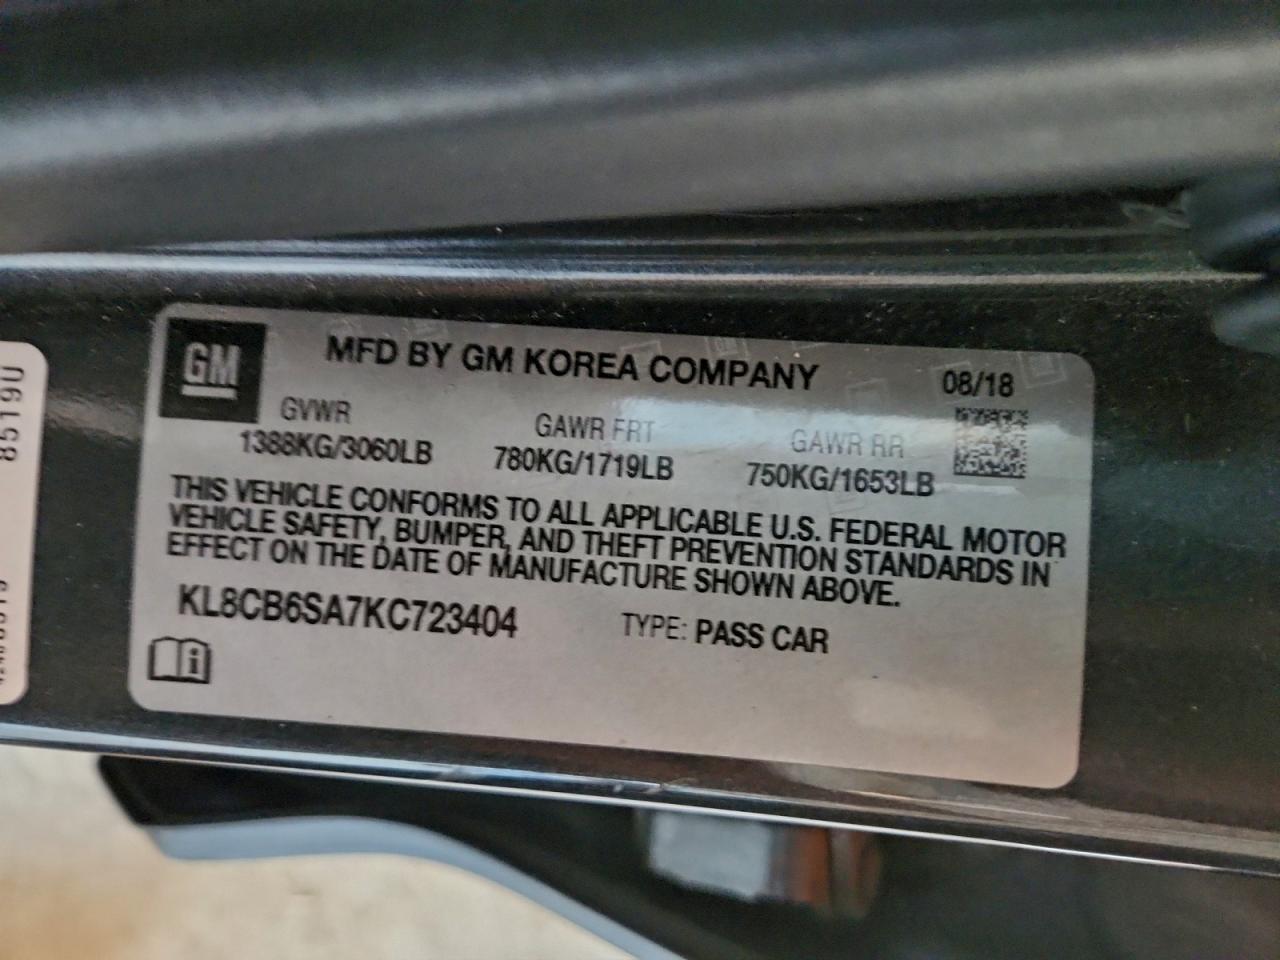 GM
MFD BY GM KOREA COMPANY
08/18
GVWR
GAWR FRT
GAWR RR
1388KG/3060LB
780KG/1719LB
750KG/1653LB
THIS VEHICLE CONFORMS TO ALL APPLICABLE U.S. FEDERAL MOTOR
VEHICLE SAFETY, BUMPER, AND THEFT PREVENTION STANDARDS IN
EFFECT ON THE DATE OF MANUFACTURE SHOWN ABOVE.
KL8CB6SA7KC723404
TYPE: PASS CAR
8519U